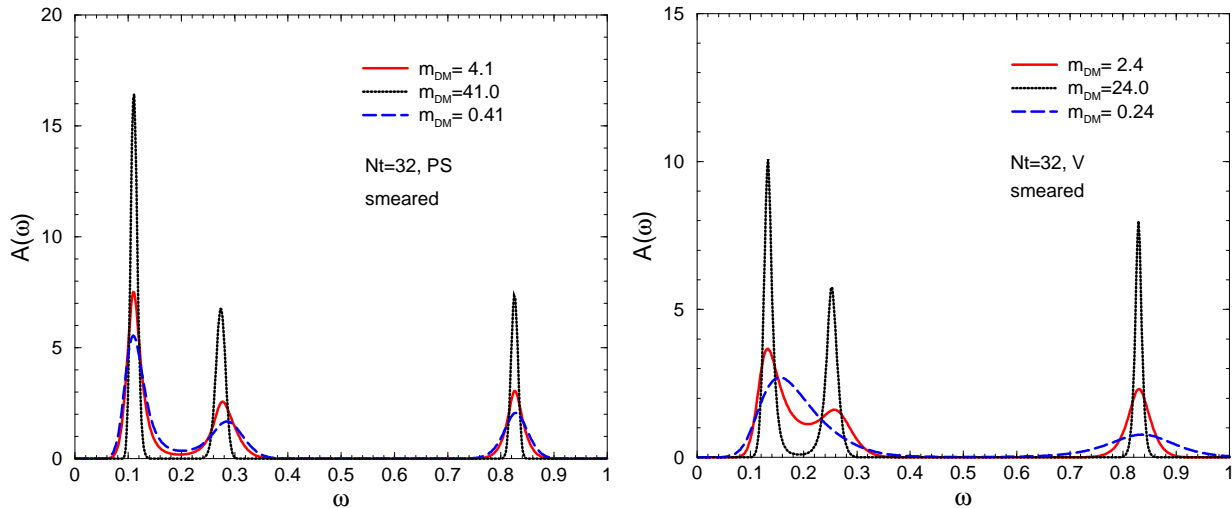 20
15
10
5
0
A(ω)
m_DM= 4.1
m_DM=41.0
m_DM= 0.41
Nt=32, PS
smeared
0 0.1 0.2 0.3 0.4 0.5 0.6 0.7 0.8 0.9 1
ω
15
10
5
0
A(ω)
m_DM= 2.4
m_DM=24.0
m_DM= 0.24
Nt=32, V
smeared
0 0.1 0.2 0.3 0.4 0.5 0.6 0.7 0.8 0.9 1
ω